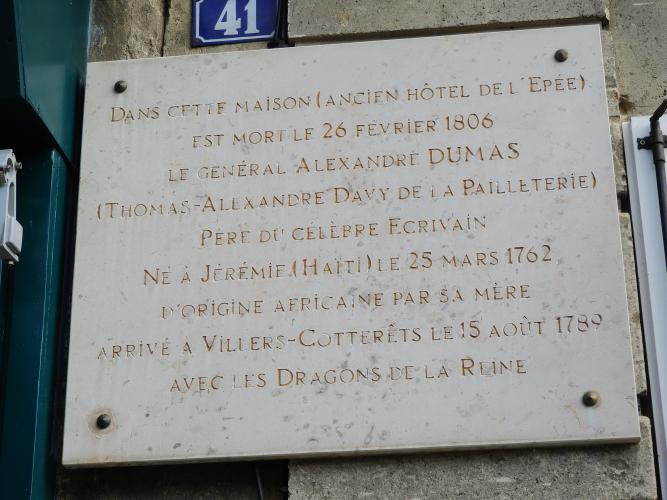 41
DANS CETTE MAISON (ANCIEN HÔTEL DE L'EPÉE)
EST MORT LE 26 FÉVRIER 1806
LE GÉNÉRAL ALEXANDRE DUMAS
(THOMAS-ALEXANDRE DAVY DE LA PAILLETERIE)
PÈRE DU CÉLÈBRE ECRIVAIN
NÉ À JÉRÉMIE (HAÏTI) LE 25 MARS 1762
D'ORIGINE AFRICAINE PAR SA MÈRE
ARRIVÉ A VILLERS-COTTERÊTS LE 15 AOÛT 1789
AVEC LES DRAGONS DE LA REINE